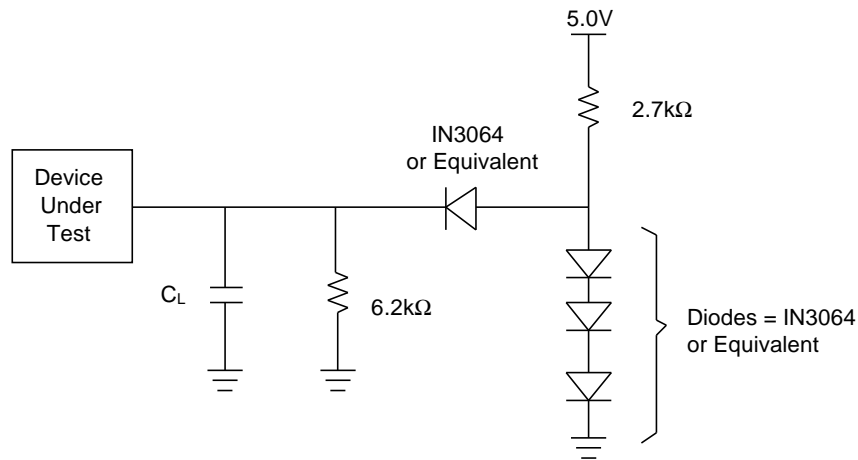 5.0V
2.7kΩ
IN3064
or Equivalent
Device
Under
Test
CL
6.2kΩ
Diodes = IN3064
or Equivalent